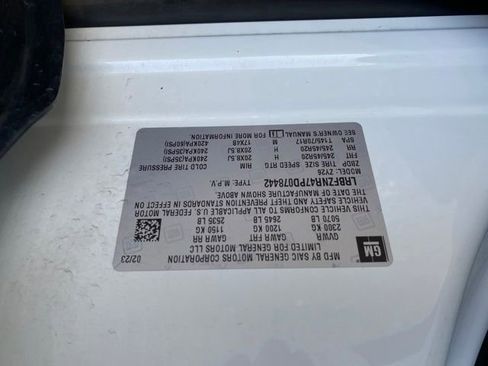 GM
MFD BY SAIC GENERAL MOTORS CORPORATION
LIMITED FOR GENERAL MOTORS LLC
02/23
GVWR GAWR FRT GAWR RR
2300 KG 1200 KG 1150 KG
5070 LB 2645 LB 2535 LB
THIS VEHICLE CONFORMS TO ALL APPLICABLE U.S. FEDERAL MOTOR
VEHICLE SAFETY AND THEFT PREVENTION STANDARDS IN EFFECT ON THE
DATE OF MANUFACTURE SHOWN ABOVE.
LRBFZNR47PD078442 TYPE: M.P.V.
ZRDP ZY26
TIRE SIZE SPEED RTG RIM COLD TIRE PRESSURE
FRT 245/45R20 H 20X8.5J 240KPA(35PSI)
RR 245/45R20 H 20X8.5J 240KPA(35PSI)
SPA T145/70R17 M 17X4B 420KPA(60PSI)
SEE OWNER'S MANUAL FOR MORE INFORMATION.